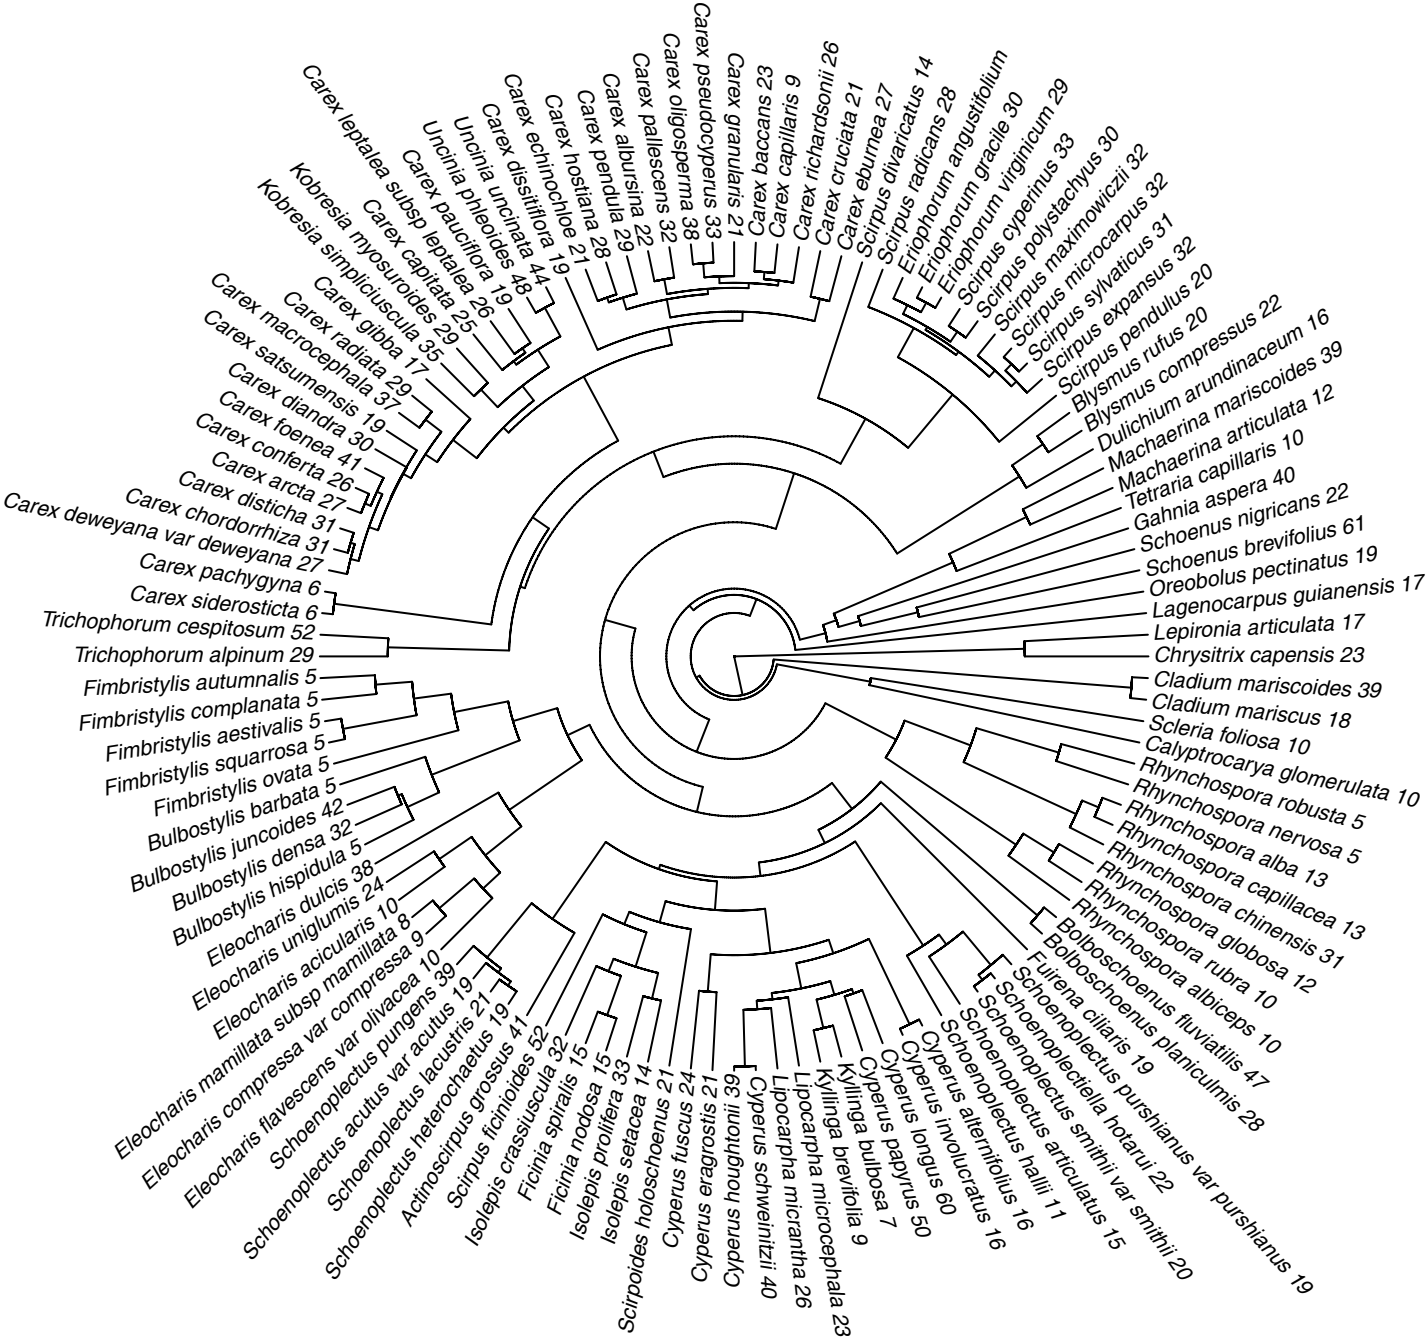 Carex eburnea 27
Carex cruciata 21
Carex richardsonii 26
Carex capillaris 9
Carex baccans 23
Carex granularis 21
Carex pseudocyperus 33
Carex oligosperma 38
Carex pallescens 32
Carex albursina 22
Carex pendula 29
Carex hostiana 28
Carex echinochloe 21
Carex dissitiflora 19
Uncinia uncinata 44
Uncinia phleoides 48
Carex pauciflora 19
Carex leptalea subsp leptalea 26
Carex capitata 25
Kobresia myosuroides 29
Kobresia simpliciuscula 35
Carex gibba 17
Carex radiata 29
Carex macrocephala 37
Carex satsumensis 19
Carex diandra 30
Carex foenea 41
Carex conferta 26
Carex arcta 27
Carex disticha 31
Carex chordorrhiza 31
Carex deweyana var deweyana 27
Carex pachygyna 6
Carex siderosticta 6
Trichophorum cespitosum 52
Trichophorum alpinum 29
Fimbristylis autumnalis 5
Fimbristylis complanata 5
Fimbristylis aestivalis 5
Fimbristylis squarrosa 5
Fimbristylis ovata 5
Bulbostylis barbata 5
Bulbostylis juncoides 42
Bulbostylis densa 32
Bulbostylis hispidula 5
Eleocharis dulcis 38
Eleocharis uniglumis 24
Eleocharis acicularis 10
Eleocharis mamillata subsp mamillata 8
Eleocharis compressa var compressa 9
Eleocharis flavescens var olivacea 10
Schoenoplectus pungens 39
Schoenoplectus acutus var acutus 19
Schoenoplectus lacustris 21
Schoenoplectus heterochaetus 19
Actinoscirpus grossus 41
Scirpus ficinioides 52
Isolepis crassiuscula 32
Ficinia spiralis 15
Ficinia nodosa 15
Isolepis prolifera 33
Isolepis setacea 14
Scirpoides holoschoenus 21
Cyperus fuscus 24
Cyperus eragrostis 21
Cyperus houghtonii 39
Cyperus schweinitzii 40
Lipocarpha micrantha 26
Lipocarpha microcephala 23
Kyllinga brevifolia 9
Kylinga bulbosa 7
Cyperus papyrus 50
Cyperus longus 60
Cyperus involucratus 16
Cyperus alternifolius 16
Schoenoplectus hallii 11
Schoenoplectus articulatus 15
Schoenoplectus smithii var smithii 20
Schoenoplectiella hotarui 22
Schoenoplectus purshianus var purshianus 19
Fuirena ciliaris 19
Bolboschoenus planiculmis 28
Bolboschoenus fluviatilis 47
Rhynchospora albiceps 10
Rhynchospora rubra 10
Rhynchospora globosa 12
Rhynchospora chinensis 31
Rhynchospora capillacea 13
Rhynchospora alba 13
Rhynchospora nervosa 5
Rhynchospora robusta 5
Calyptrocarya glomerulata 10
Scleria foliosa 10
Cladium mariscus 18
Cladium mariscoides 39
Chrysitrix capensis 23
Lepironia articulata 17
Lagenocarpus guianensis 17
Oreobolus pectinatus 19
Schoenus brevifolius 61
Schoenus nigricans 22
Gahnia aspera 40
Tetraria capillaris 10
Machaerina articulata 12
Machaerina mariscoides 39
Dulichium arundinaceum 16
Blysmus compressus 22
Blysmus rufus 20
Scirpus pendulus 20
Scirpus expansus 32
Scirpus sylvaticus 31
Scirpus microcarpus 32
Scirpus maximowiczii 32
Scirpus polystachyus 30
Scirpus cyperinus 33
Eriophorum virginicum 29
Eriophorum gracile 30
Eriophorum angustifolium
Scirpus radicans 28
Scirpus divaricatus 14